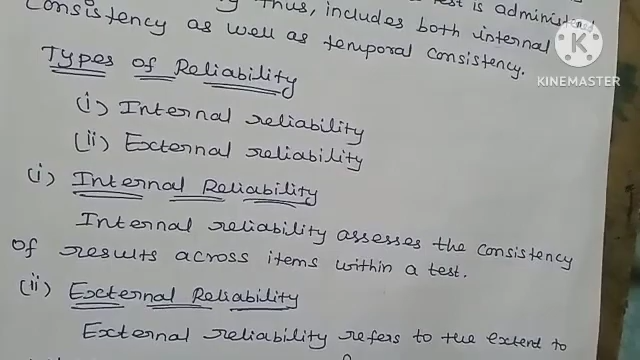 test is administered
Thus, includes both internal
Consistency as well as temporal consistency.
Types of Reliability
(i) Internal reliability
(ii) External reliability
(i) Internal Reliability
Internal reliability assesses the consistency
of results across items within a test.
(ii) External Reliability
External reliability refers to the extend to
KINEMASTER